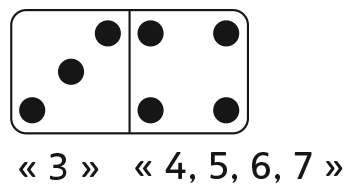 « 3 » « 4, 5, 6, 7 »